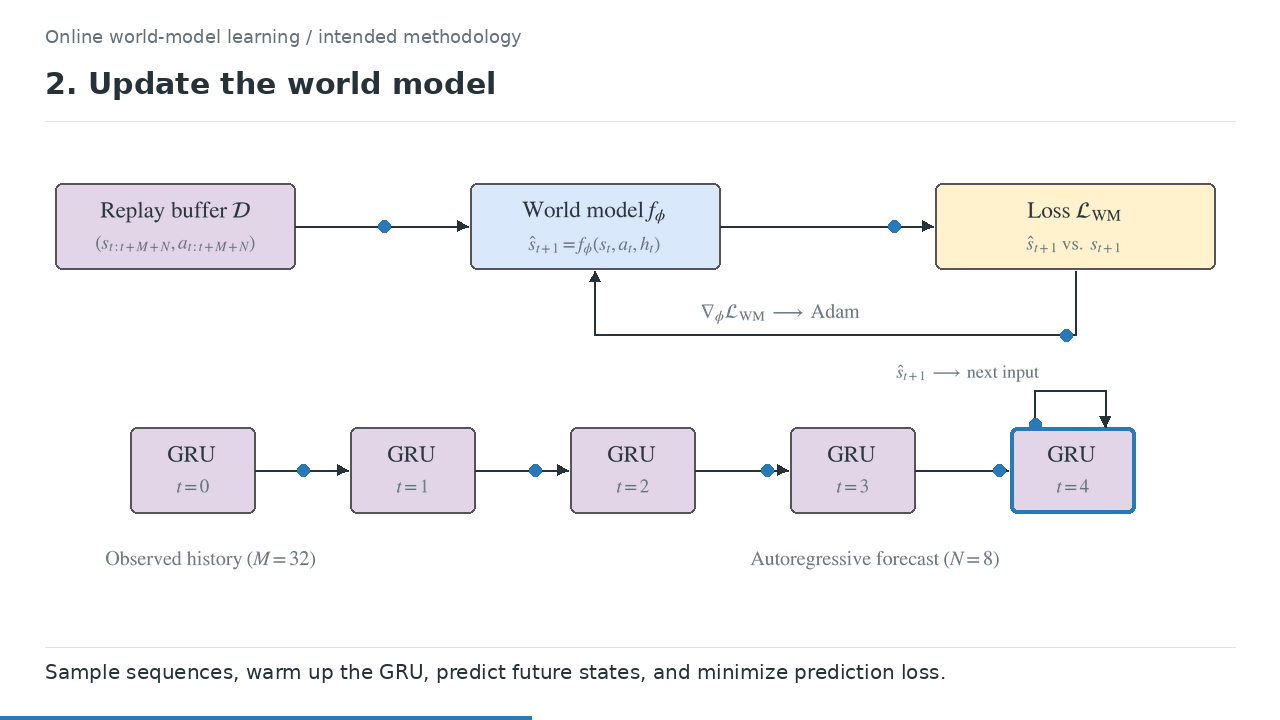 Online world-model learning / intended methodology
2. Update the world model
Replay buffer 𝒟
(s_{t:t+M+N}, a_{t:t+M+N})
World model f_ϕ
ŝ_{t+1} = f_ϕ(s_t, a_t, h_t)
Loss ℒ_WM
ŝ_{t+1} vs. s_{t+1}
∇_ϕ ℒ_WM ⟶ Adam
ŝ_{t+1} ⟶ next input
GRU
t=0
GRU
t=1
GRU
t=2
GRU
t=3
GRU
t=4
Observed history (M=32)
Autoregressive forecast (N=8)
Sample sequences, warm up the GRU, predict future states, and minimize prediction loss.